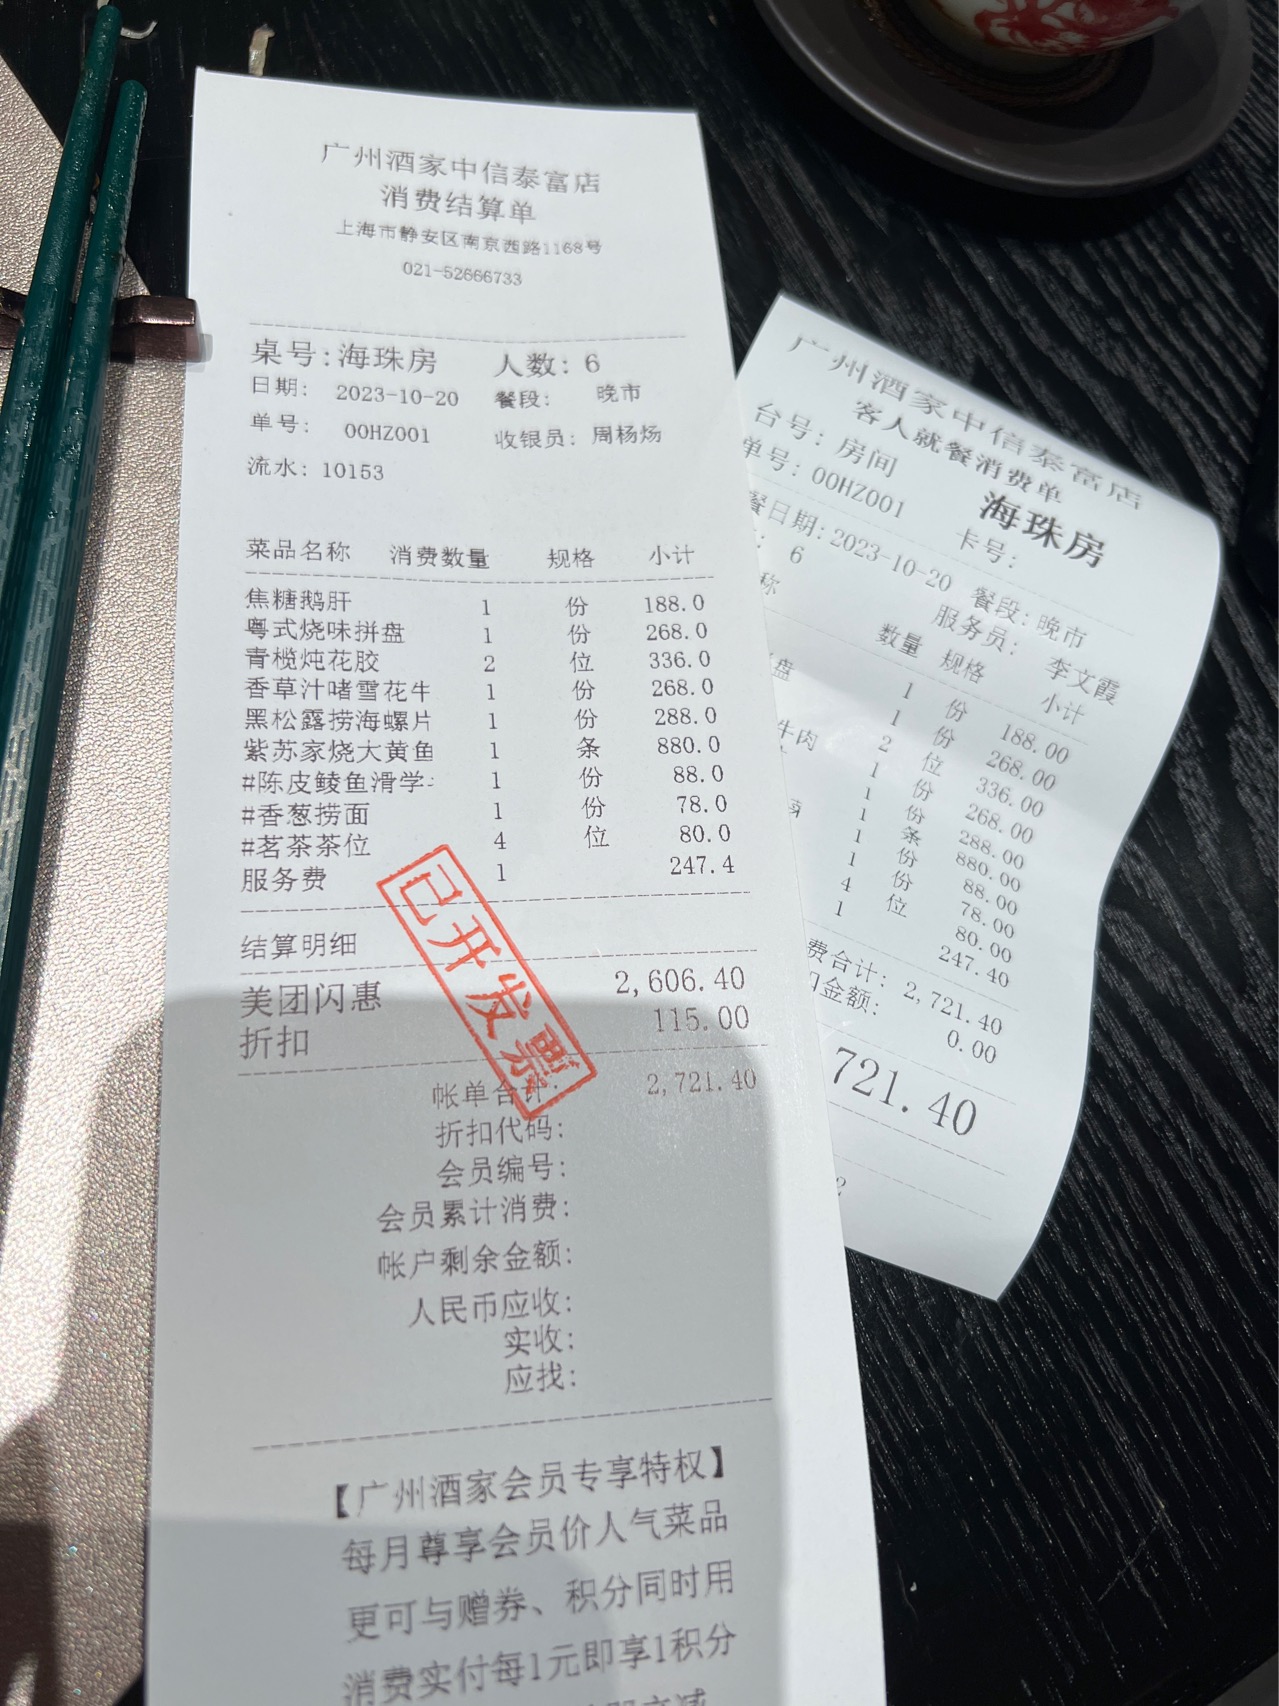 广州酒家中信泰富店
消费结算单
上海市静安区南京西路1168号
021-52666733
桌号:海珠房 人数: 6
日期: 2023-10-20 餐段: 晚市
单号: 00HZ001 收银员: 周杨炀
流水: 10153
菜品名称 消费数量 规格 小计
焦糖鹅肝 1 份 188.0
粤式烧味拼盘 1 份 268.0
青榄炖花胶 2 位 336.0
香草汁啫雪花牛 1 份 268.0
黑松露捞海螺片 1 份 288.0
紫苏家烧大黄鱼 1 条 880.0
#陈皮鲮鱼滑学 1 份 88.0
#香葱捞面 1 份 78.0
#茗茶茶位 4 位 80.0
服务费 1 247.4
结算明细
美团闪惠 2,606.40
折扣 115.00
已开发票
帐单合计: 2,721.40
折扣代码:
会员编号:
会员累计消费:
帐户剩余金额:
人民币应收:
实收:
应找:
【广州酒家会员专享特权】
每月尊享会员价人气菜品
更可与赠券、积分同时用
消费实付每1元即享1积分
广州酒家中信泰富店
客人就餐消费单
台号: 房间 海珠房
单号: 00HZ001 卡号:
餐日期: 2023-10-20 餐段: 晚市
: 6 服务员: 李文霞
称 数量 规格 小计
1 份 188.00
盘 1 份 268.00
2 位 336.00
牛肉 1 份 268.00
1 份 288.00
1 条 880.00
1 份 88.00
1 份 78.00
4 位 80.00
1 247.40
费合计: 2,721.40
金额: 0.00
721.40
2